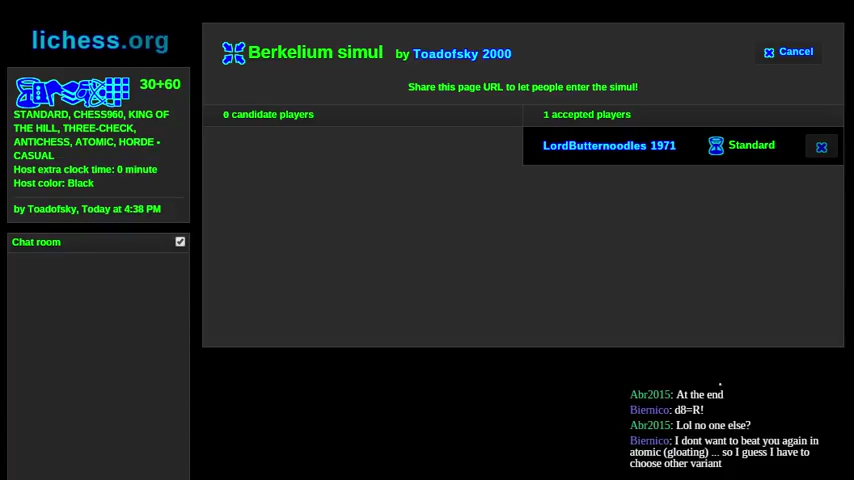 lichess.org
30+60
STANDARD, CHESS960, KING OF
THE HILL, THREE-CHECK,
ANTICHESS, ATOMIC, HORDE •
CASUAL
Host extra clock time: 0 minute
Host color: Black
by Toadofsky, Today at 4:38 PM
Chat room
Berkelium simul by Toadofsky 2000
Cancel
Share this page URL to let people enter the simul!
0 candidate players
1 accepted players
LordButternoodles 1971 Standard
Abr2015: At the end
Biernico: d8=R!
Abr2015: Lol no one else?
Biernico: I dont want to beat you again in
atomic (gloating) ... so I guess I have to
choose other variant